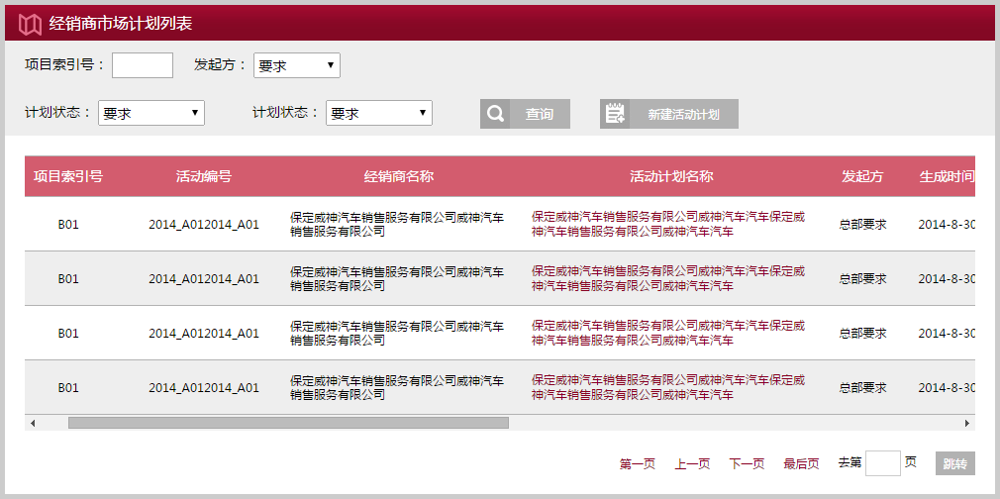 经销商市场计划列表
项目索引号： 发起方： 要求
计划状态： 要求 计划状态： 要求 查询 新建活动计划
项目索引号 活动编号 经销商名称 活动计划名称 发起方 生成时间
B01 2014_A012014_A01 保定威神汽车销售服务有限公司威神汽车 保定威神汽车销售服务有限公司威神汽车汽车保定威 总部要求 2014-8-30
销售服务有限公司 神汽车销售服务有限公司威神汽车汽车
B01 2014_A012014_A01 保定威神汽车销售服务有限公司威神汽车 保定威神汽车销售服务有限公司威神汽车汽车保定威 总部要求 2014-8-30
销售服务有限公司 神汽车销售服务有限公司威神汽车汽车
B01 2014_A012014_A01 保定威神汽车销售服务有限公司威神汽车 保定威神汽车销售服务有限公司威神汽车汽车保定威 总部要求 2014-8-30
销售服务有限公司 神汽车销售服务有限公司威神汽车汽车
B01 2014_A012014_A01 保定威神汽车销售服务有限公司威神汽车 保定威神汽车销售服务有限公司威神汽车汽车保定威 总部要求 2014-8-30
销售服务有限公司 神汽车销售服务有限公司威神汽车汽车
第一页 上一页 下一页 最后页 去第 页 跳转